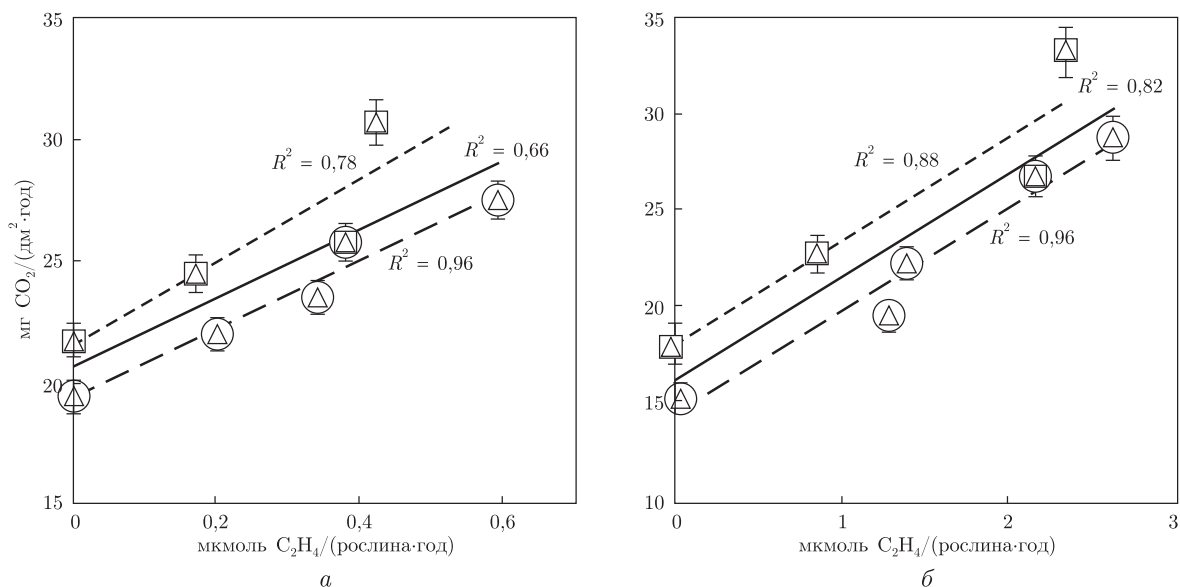 35
30
25
20
15
мг CO₂/(дм²·год)
R² = 0,78
R² = 0,66
R² = 0,96
0
0,2
0,4
0,6
мкмоль C₂H₄/(рослина·год)
а
35
30
25
20
15
10
R² = 0,82
R² = 0,88
R² = 0,96
0
1
2
3
мкмоль C₂H₄/(рослина·год)
б